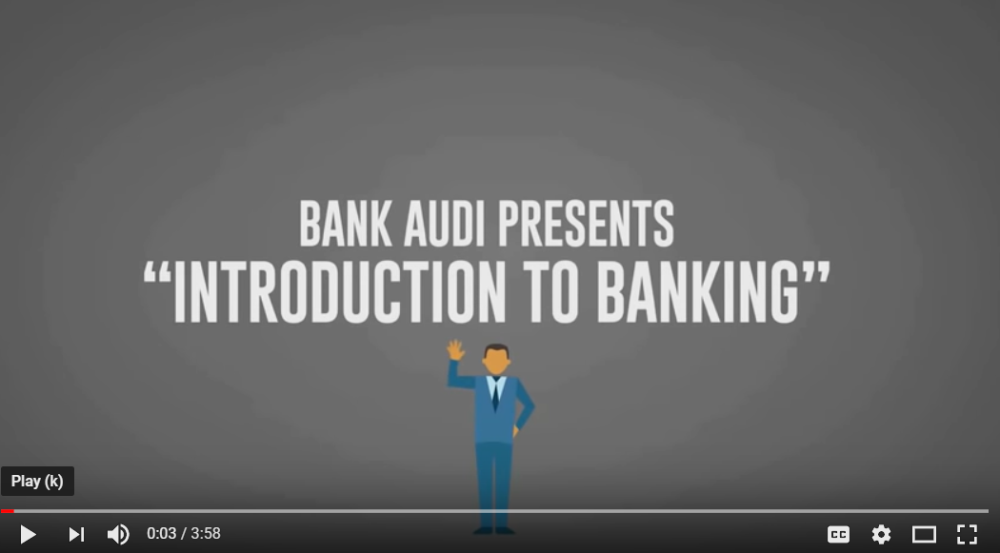 BANK AUDI PRESENTS
“INTRODUCTION TO BANKING”
Play (k)
0:03 / 3:58
CC